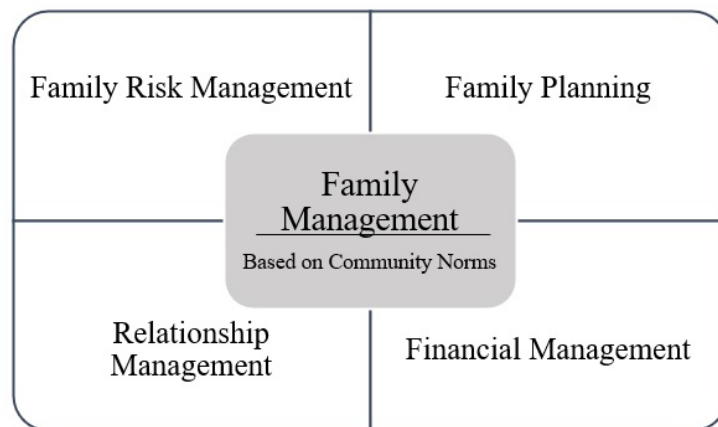 Family Risk Management
Family Planning
Family
Management
Based on Community Norms
Relationship
Management
Financial Management